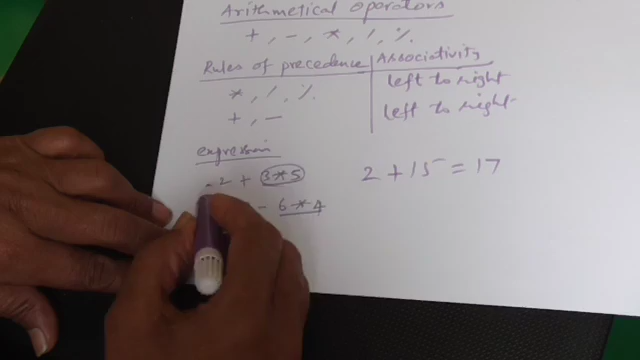 Arithmetical operators
+, -, *, /, %
Rules of precedence Associativity
*, /, % left to right
+, - left to right
expression
2 + 3*5 2 + 15 = 17
- 6*4